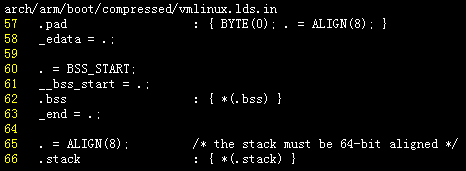 arch/arm/boot/compressed/vmlinux.lds.in
57 .pad : { BYTE(0); . = ALIGN(8); }
58 _edata = .;
59
60 . = BSS_START;
61 __bss_start = .;
62 .bss : { *(.bss) }
63 _end = .;
64
65 . = ALIGN(8); /* the stack must be 64-bit aligned */
66 .stack : { *(.stack) }